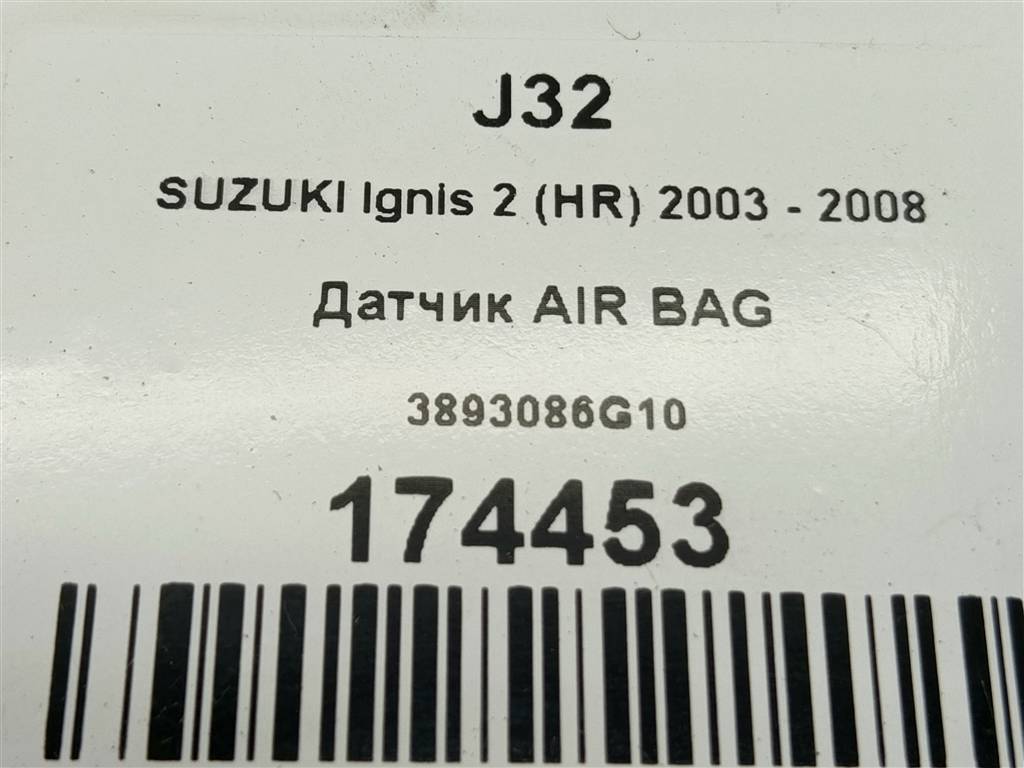 J32
SUZUKI Ignis 2 (HR) 2003 - 2008
Датчик AIR BAG
3893086G10
174453